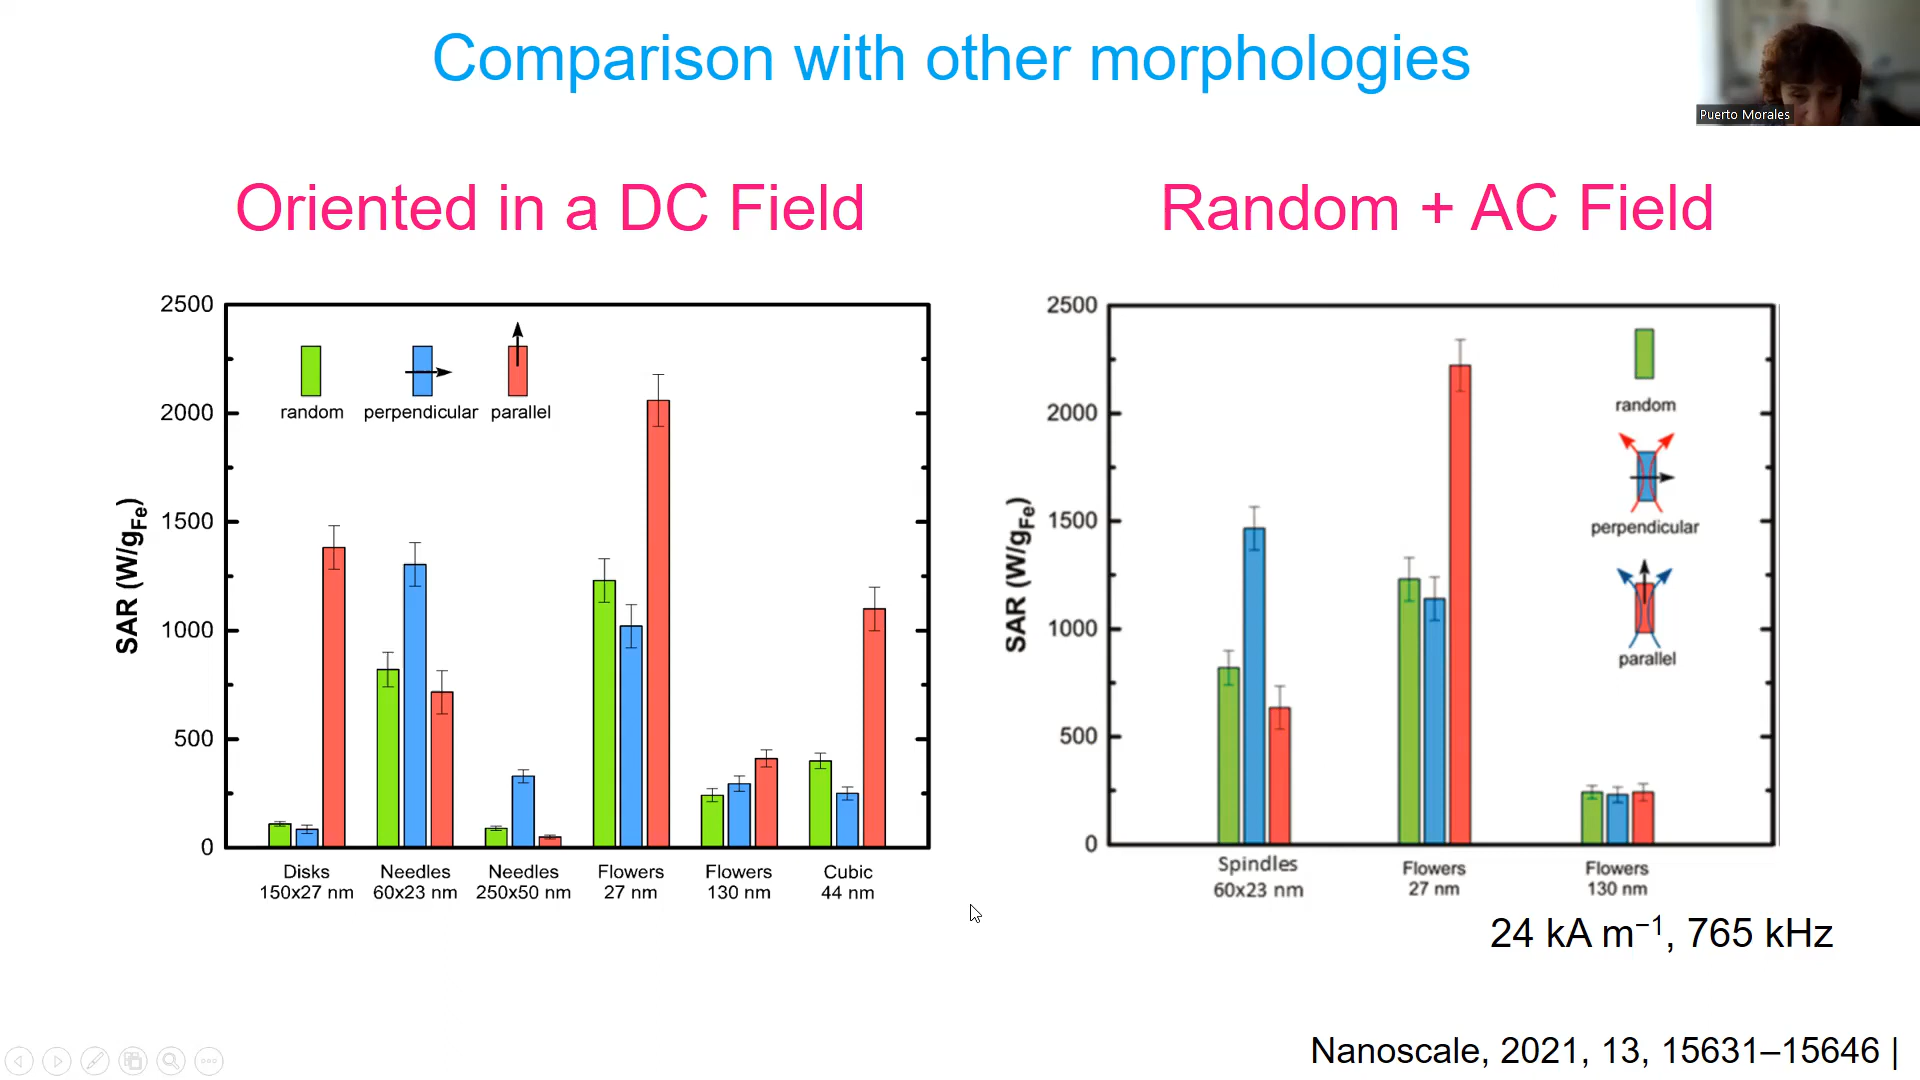 Comparison with other morphologies
Puerto Morales
Oriented in a DC Field
Random + AC Field
2500
2000
1500
1000
500
0
SAR (W/gFe)
random
perpendicular
parallel
Disks
150x27 nm
Needles
60x23 nm
Needles
250x50 nm
Flowers
27 nm
Flowers
130 nm
Cubic
44 nm
2500
2000
1500
1000
500
0
SAR (W/gFe)
random
perpendicular
parallel
Spindles
60x23 nm
Flowers
27 nm
Flowers
130 nm
24 kA m⁻¹, 765 kHz
Nanoscale, 2021, 13, 15631–15646 |